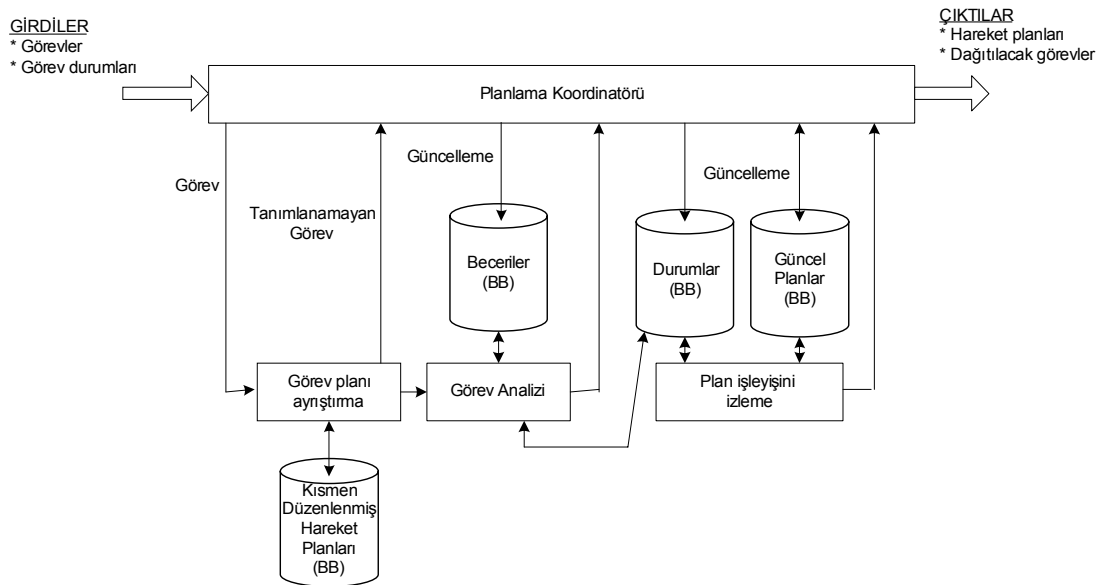 GİRDİLER
* Görevler
* Görev durumları
ÇIKTILAR
* Hareket planları
* Dağıtılacak görevler
Planlama Koordinatörü
Görev
Tanımlanamayan
Görev
Güncelleme
Güncelleme
Beceriler
(BB)
Durumlar
(BB)
Güncel
Planlar
(BB)
Görev planı
ayrıştırma
Görev Analizi
Plan işleyişini
izleme
Kısmen
Düzenlenmiş
Hareket
Planları
(BB)